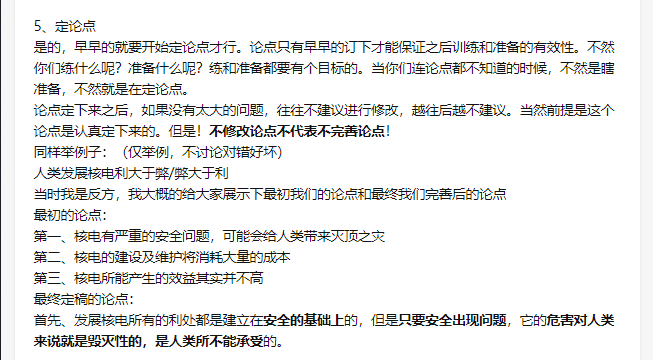 5、定论点
是的，早早的就要开始定论点才行。论点只有早早的订下才能保证之后训练和准备的有效性。不然
你们练什么呢？准备什么呢？练和准备都要有个目标的。当你们连论点都不知道的时候，不然是瞎
准备，不然就是在定论点。
论点定下来之后，如果没有太大的问题，往往不建议进行修改，越往后越不建议。当然前提是这个
论点是认真定下来的。但是！不修改论点不代表不完善论点！
同样举例子：（仅举例，不讨论对错好坏）
人类发展核电利大于弊/弊大于利
当时我是反方，我大概的给大家展示下最初我们的论点和最终我们完善后的论点
最初的论点：
第一、核电有严重的安全问题，可能会给人类带来灭顶之灾
第二、核电的建设及维护将消耗大量的成本
第三、核电所能产生的效益其实并不高
最终定稿的论点：
首先、发展核电所有的利处都是建立在安全的基础上的，但是只要安全出现问题，它的危害对人类
来说就是毁灭性的，是人类所不能承受的。